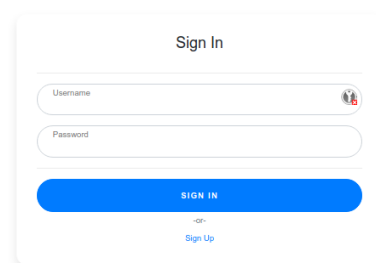 Sign In
Username
Password
SIGN IN
-or-
Sign Up